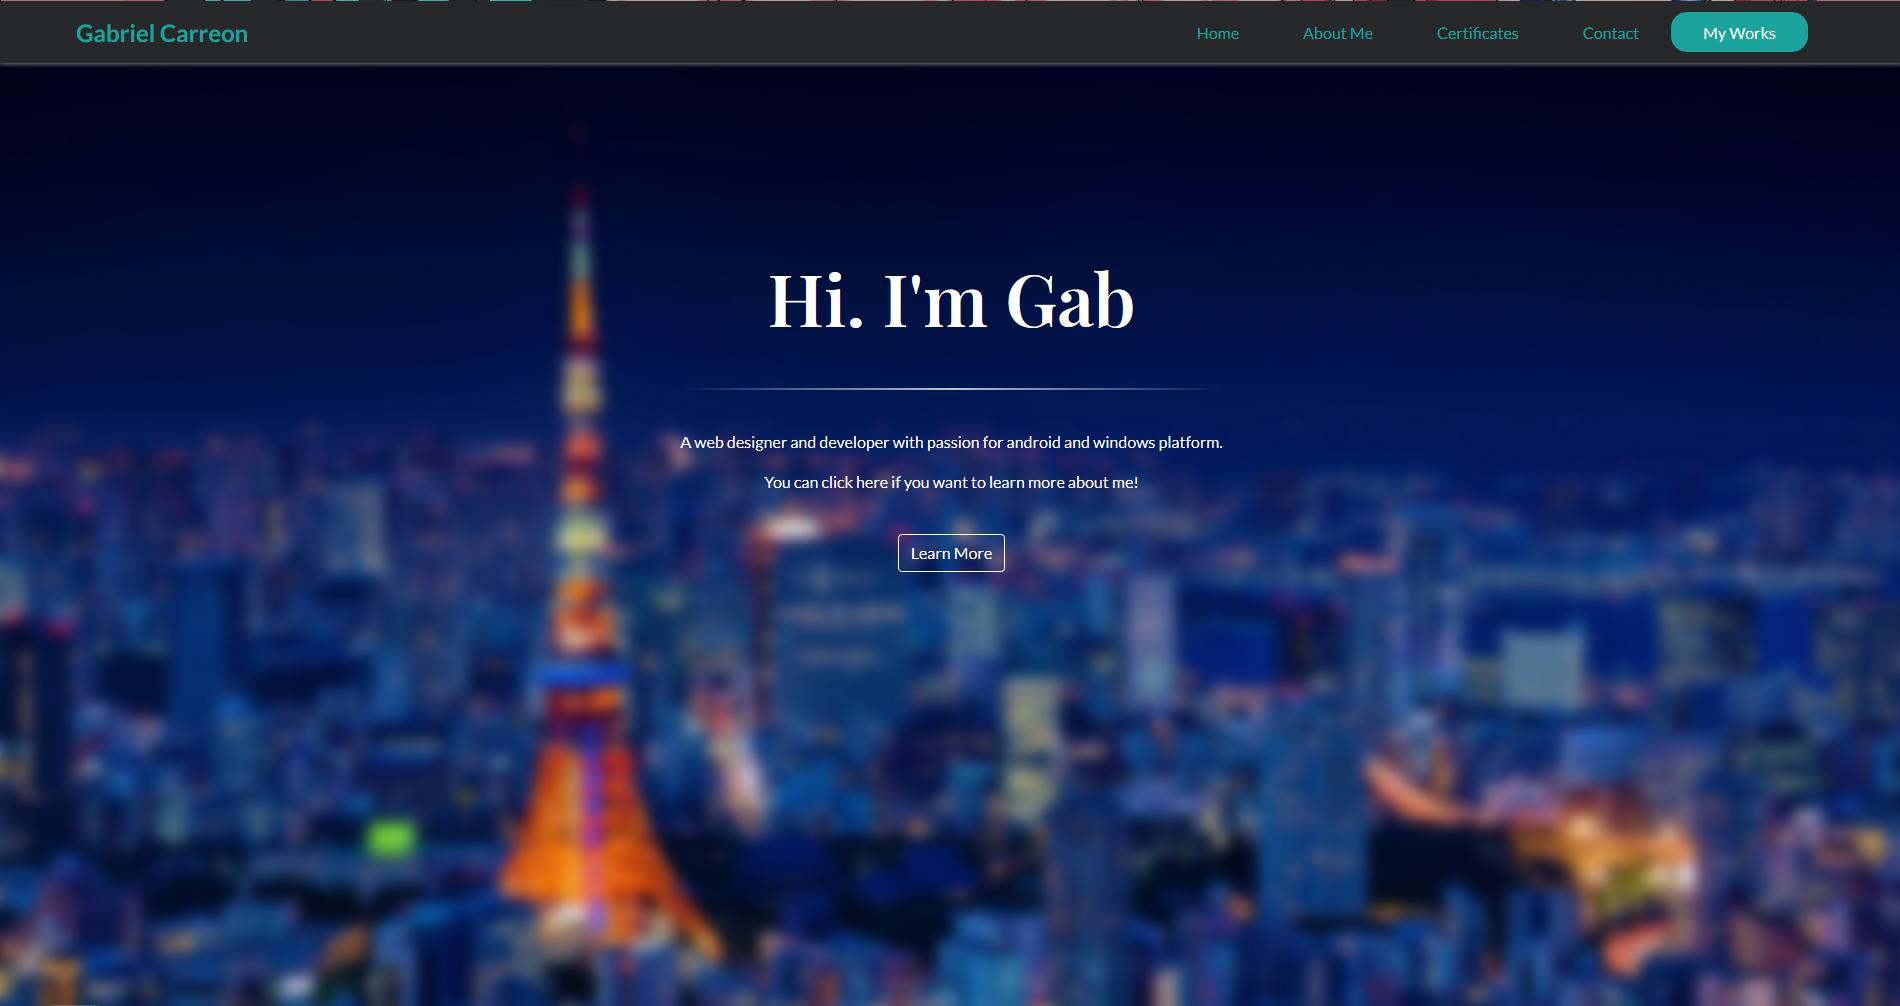 Gabriel Carreon
Home
About Me
Certificates
Contact
My Works
Hi. I'm Gab
A web designer and developer with passion for android and windows platform.
You can click here if you want to learn more about me!
Learn More